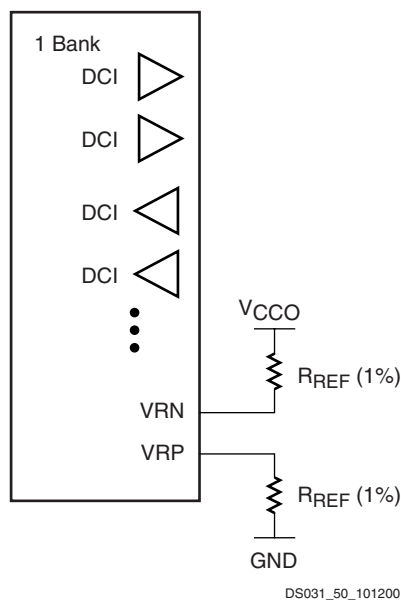 1 Bank
DCI
DCI
DCI
DCI
VCCO
RREF (1%)
VRN
VRP
RREF (1%)
GND
DS031_50_101200